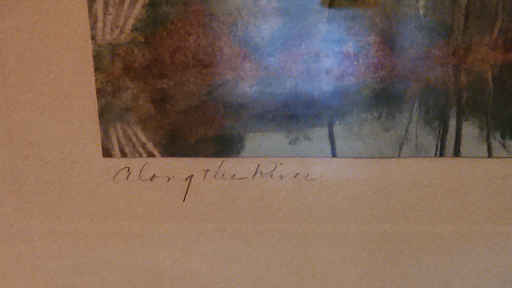 Along the River